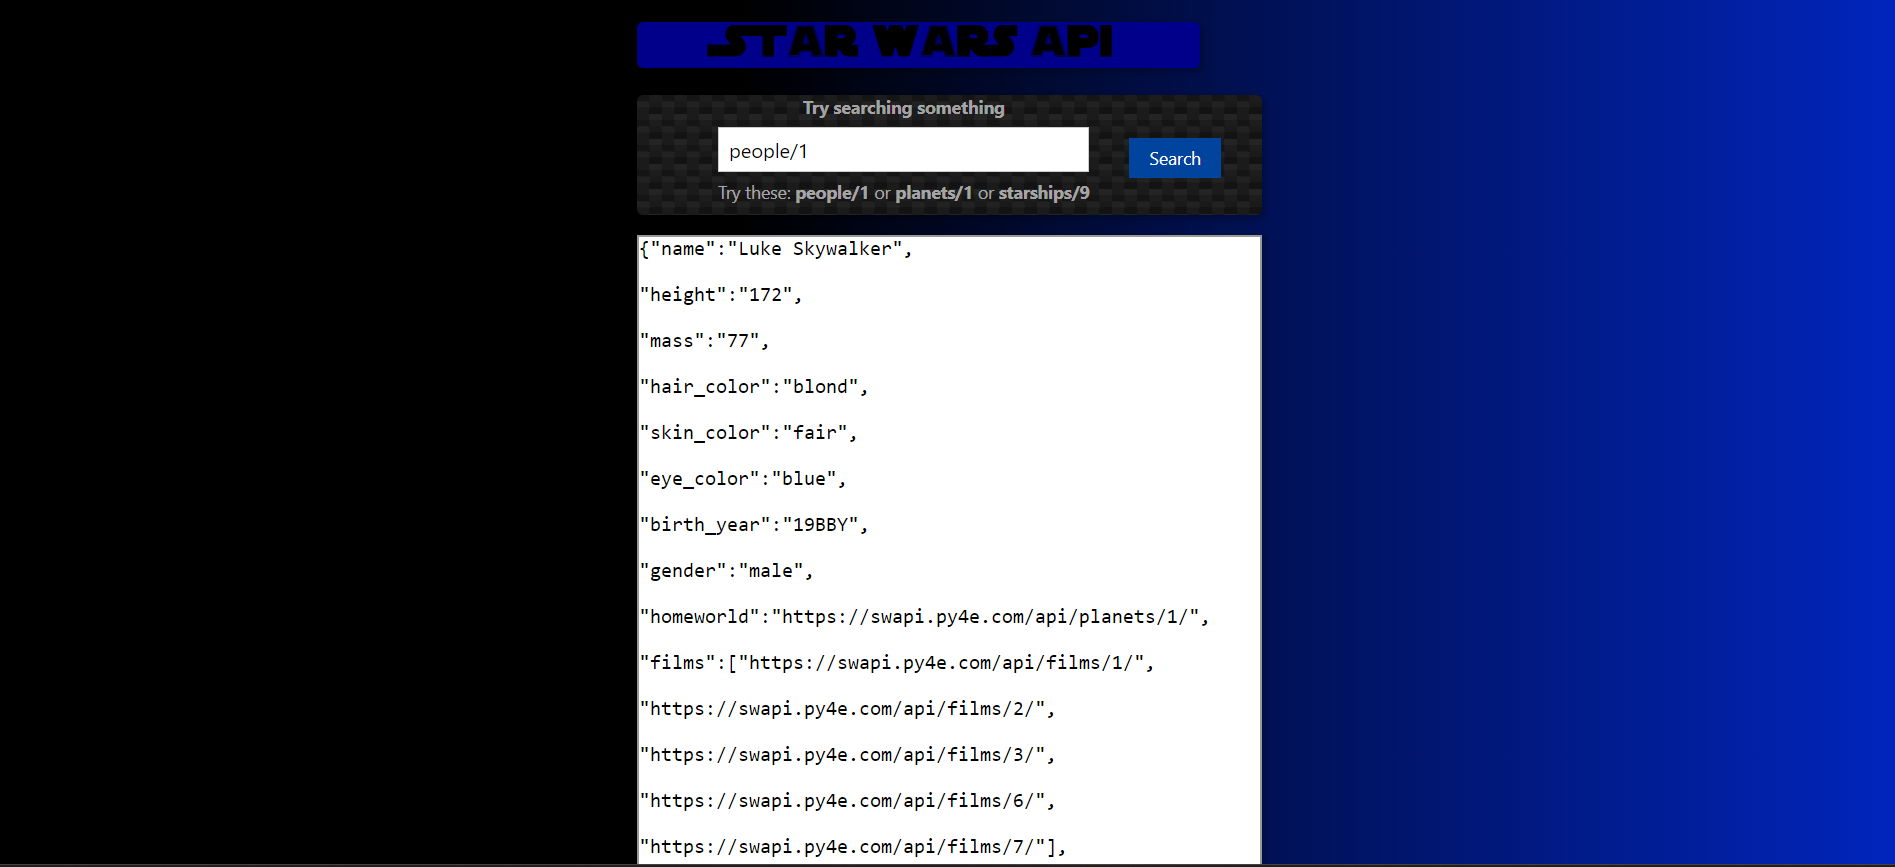 STAR WARS API
Try searching something
people/1
Search
Try these: people/1 or planets/1 or starships/9
{"name":"Luke Skywalker",
"height":"172",
"mass":"77",
"hair_color":"blond",
"skin_color":"fair",
"eye_color":"blue",
"birth_year":"19BBY",
"gender":"male",
"homeworld":"https://swapi.py4e.com/api/planets/1/",
"films":["https://swapi.py4e.com/api/films/1/",
"https://swapi.py4e.com/api/films/2/",
"https://swapi.py4e.com/api/films/3/",
"https://swapi.py4e.com/api/films/6/",
"https://swapi.py4e.com/api/films/7/"],